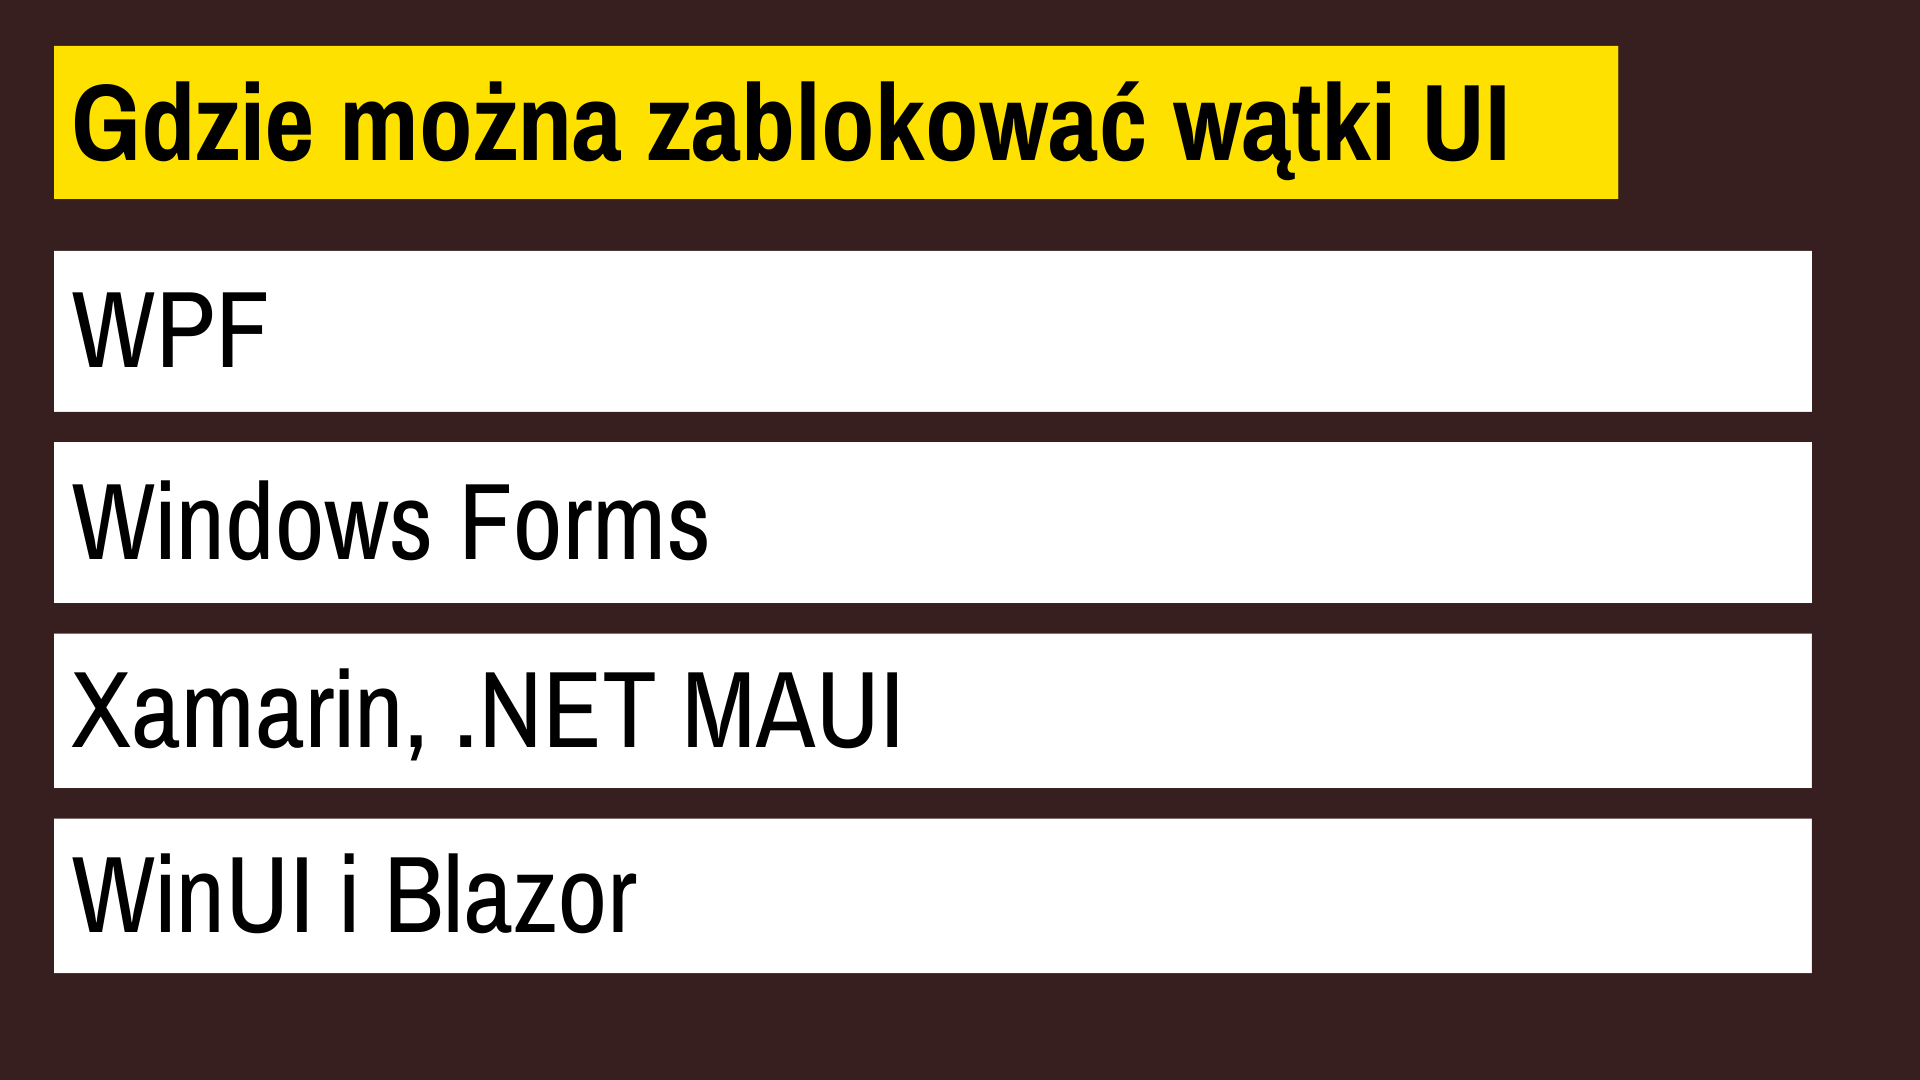 Gdzie można zablokować wątki UI
WPF
Windows Forms
Xamarin, .NET MAUI
WinUI i Blazor